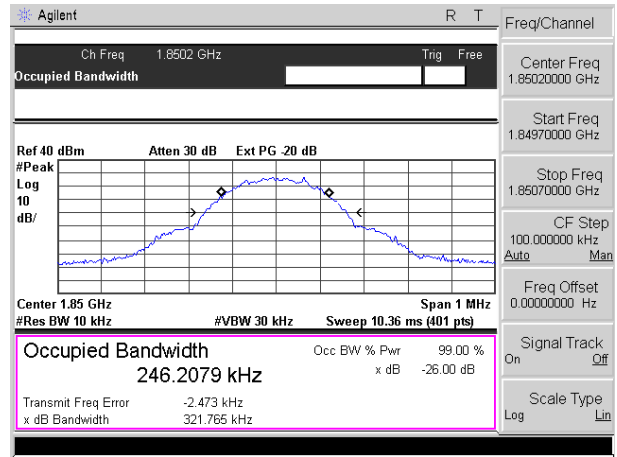 Agilent R T
Ch Freq 1.8502 GHz Trig Free
Occupied Bandwidth
Ref 40 dBm Atten 30 dB Ext PG -20 dB
#Peak
Log
10
dB/
Center 1.85 GHz Span 1 MHz
#Res BW 10 kHz #VBW 30 kHz Sweep 10.36 ms (401 pts)
Occupied Bandwidth Occ BW % Pwr 99.00 %
246.2079 kHz x dB -26.00 dB
Transmit Freq Error -2.473 kHz
x dB Bandwidth 321.765 kHz
Freq/Channel
Center Freq
1.85020000 GHz
Start Freq
1.84970000 GHz
Stop Freq
1.85070000 GHz
CF Step
100.000000 kHz
Auto Man
Freq Offset
0.00000000 Hz
Signal Track
On Off
Scale Type
Log Lin